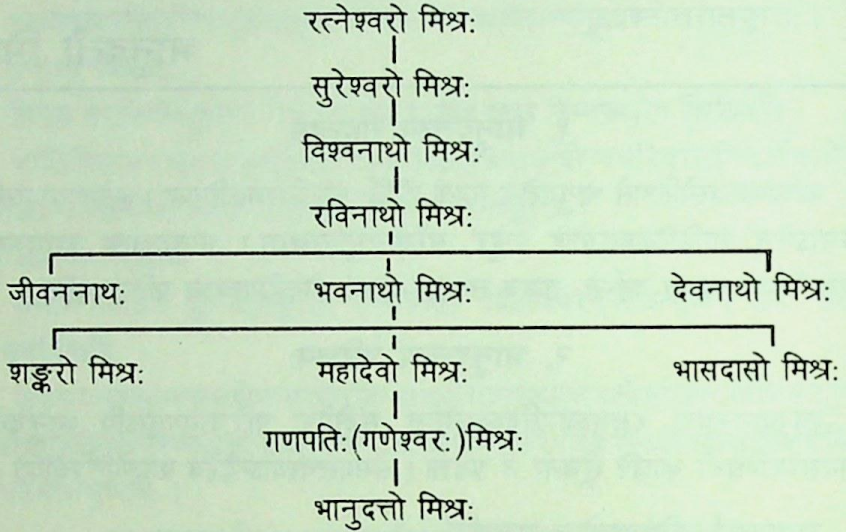 रत्नेश्वरो मिश्र:
सुरेश्वरो मिश्र:
दिश्वनाथो मिश्र:
रविनाथो मिश्र:
जीवननाथ: भवनाथो मिश्र: देवनाथो मिश्र:
शङ्करो मिश्र: महादेवो मिश्र: भासदासो मिश्र:
गणपति:(गणेश्वर:)मिश्र:
भानुदत्तो मिश्र: